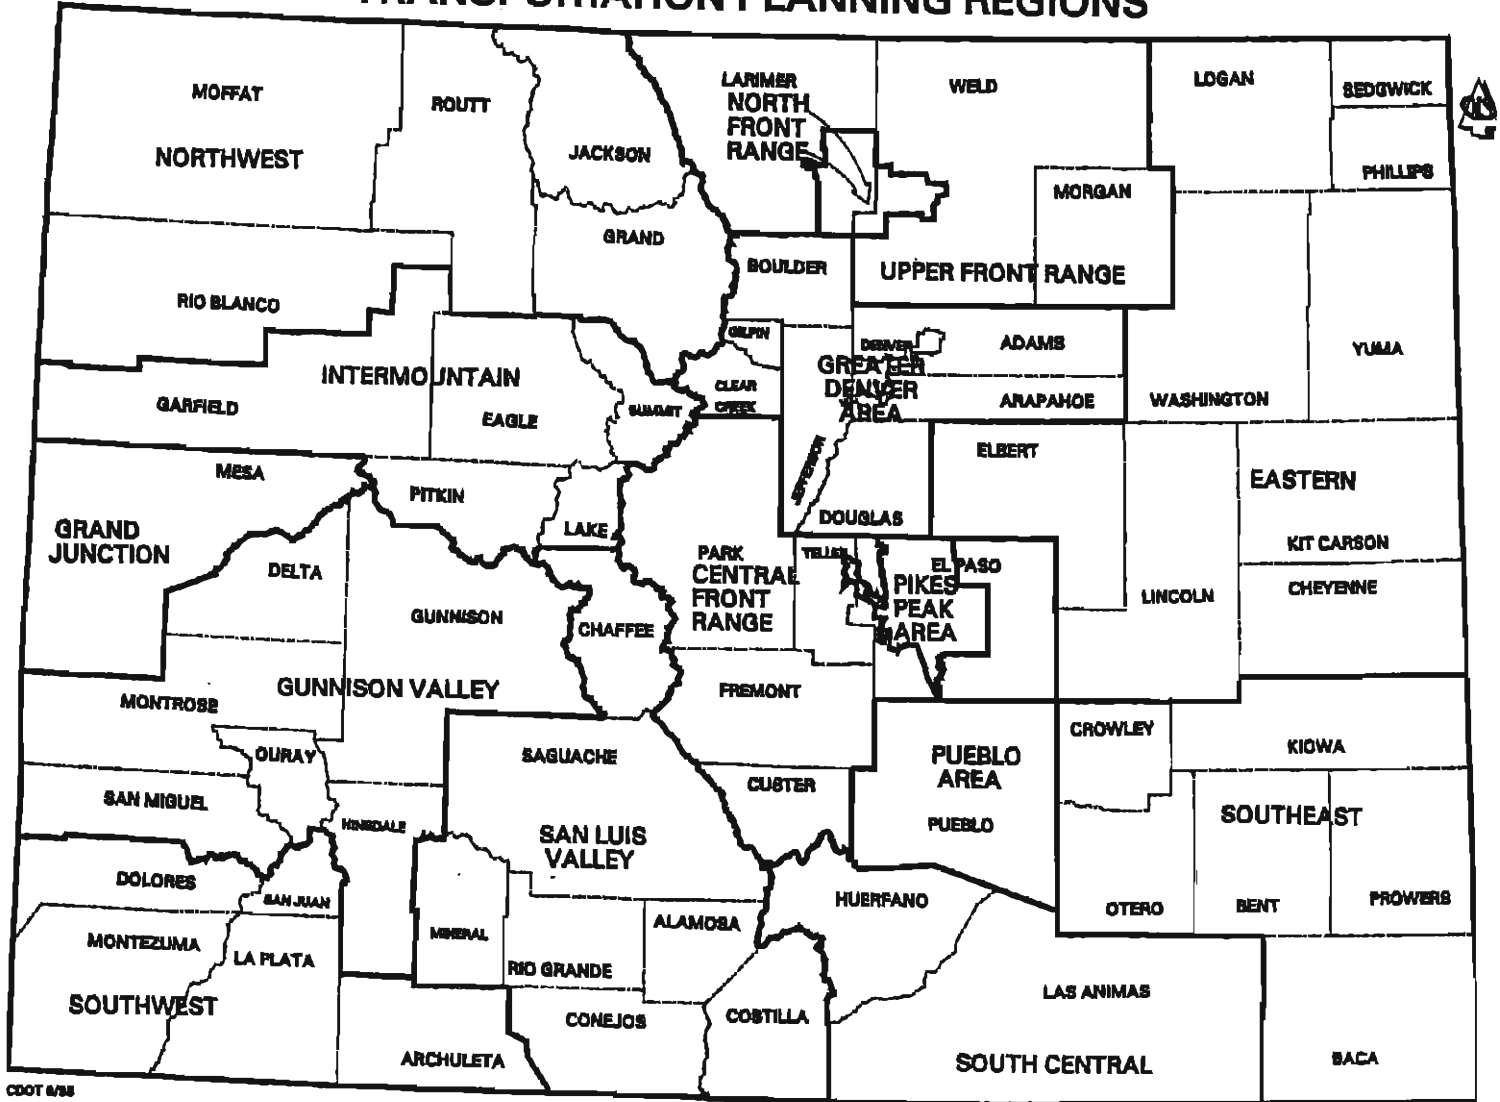 TRANSPORTATION PLANNING REGIONS
MOFFAT
ROUTT
LARIMER
WELD
LOGAN
SEDGWICK
NORTH
FRONT
RANGE
NORTHWEST
JACKSON
PHILLIPS
MORGAN
GRAND
BOULDER
UPPER FRONT RANGE
RIO BLANCO
GILPIN
DENVER
ADAMS
YUMA
GREATER
DENVER
AREA
INTERMOUNTAIN
CLEAR
CREEK
GARFIELD
EAGLE
SUMMIT
ARAPAHOE
WASHINGTON
JEFFERSON
ELBERT
EASTERN
MESA
PITKIN
LAKE
DOUGLAS
GRAND
JUNCTION
DELTA
PARK
TELLER
EL PASO
KIT CARSON
CENTRAL
FRONT
RANGE
PIKES
PEAK
AREA
LINCOLN
CHEYENNE
GUNNISON
CHAFFEE
GUNNISON VALLEY
FREMONT
MONTROSE
OURAY
SAGUACHE
CROWLEY
KIOWA
PUEBLO
AREA
CUSTER
SAN MIGUEL
HINSDALE
SAN LUIS
VALLEY
PUEBLO
SOUTHEAST
DOLORES
SAN JUAN
HUERFANO
OTERO
BENT
PROWERS
MONTEZUMA
LA PLATA
MINERAL
ALAMOSA
RIO GRANDE
SOUTHWEST
CONEJOS
COSTILLA
LAS ANIMAS
ARCHULETA
SOUTH CENTRAL
BACA